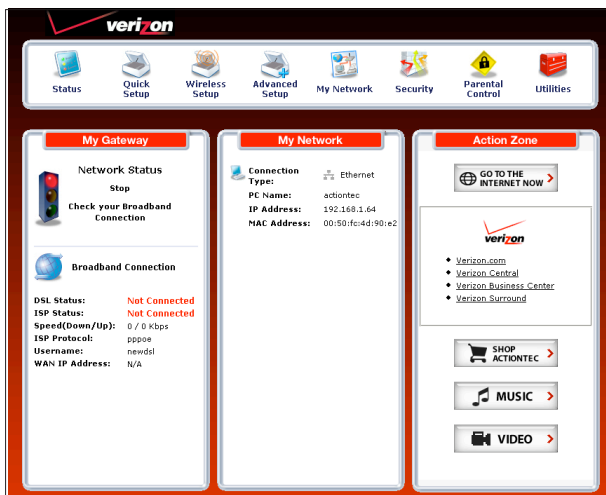 verizon
Status
Quick Setup
Wireless Setup
Advanced Setup
My Network
Security
Parental Control
Utilities
My Gateway
Network Status
Stop
Check your Broadband
Connection
Broadband Connection
DSL Status: Not Connected
ISP Status: Not Connected
Speed(Down/Up): 0 / 0 Kbps
ISP Protocol: pppoe
Username: newdsl
WAN IP Address: N/A
My Network
Connection Type: Ethernet
PC Name: actiontec
IP Address: 192.168.1.64
MAC Address: 00:50:fc:4d:90:e2
Action Zone
GO TO THE
INTERNET NOW
verizon
Verizon.com
Verizon Central
Verizon Business Center
Verizon Surround
SHOP
ACTIONTEC
MUSIC
VIDEO